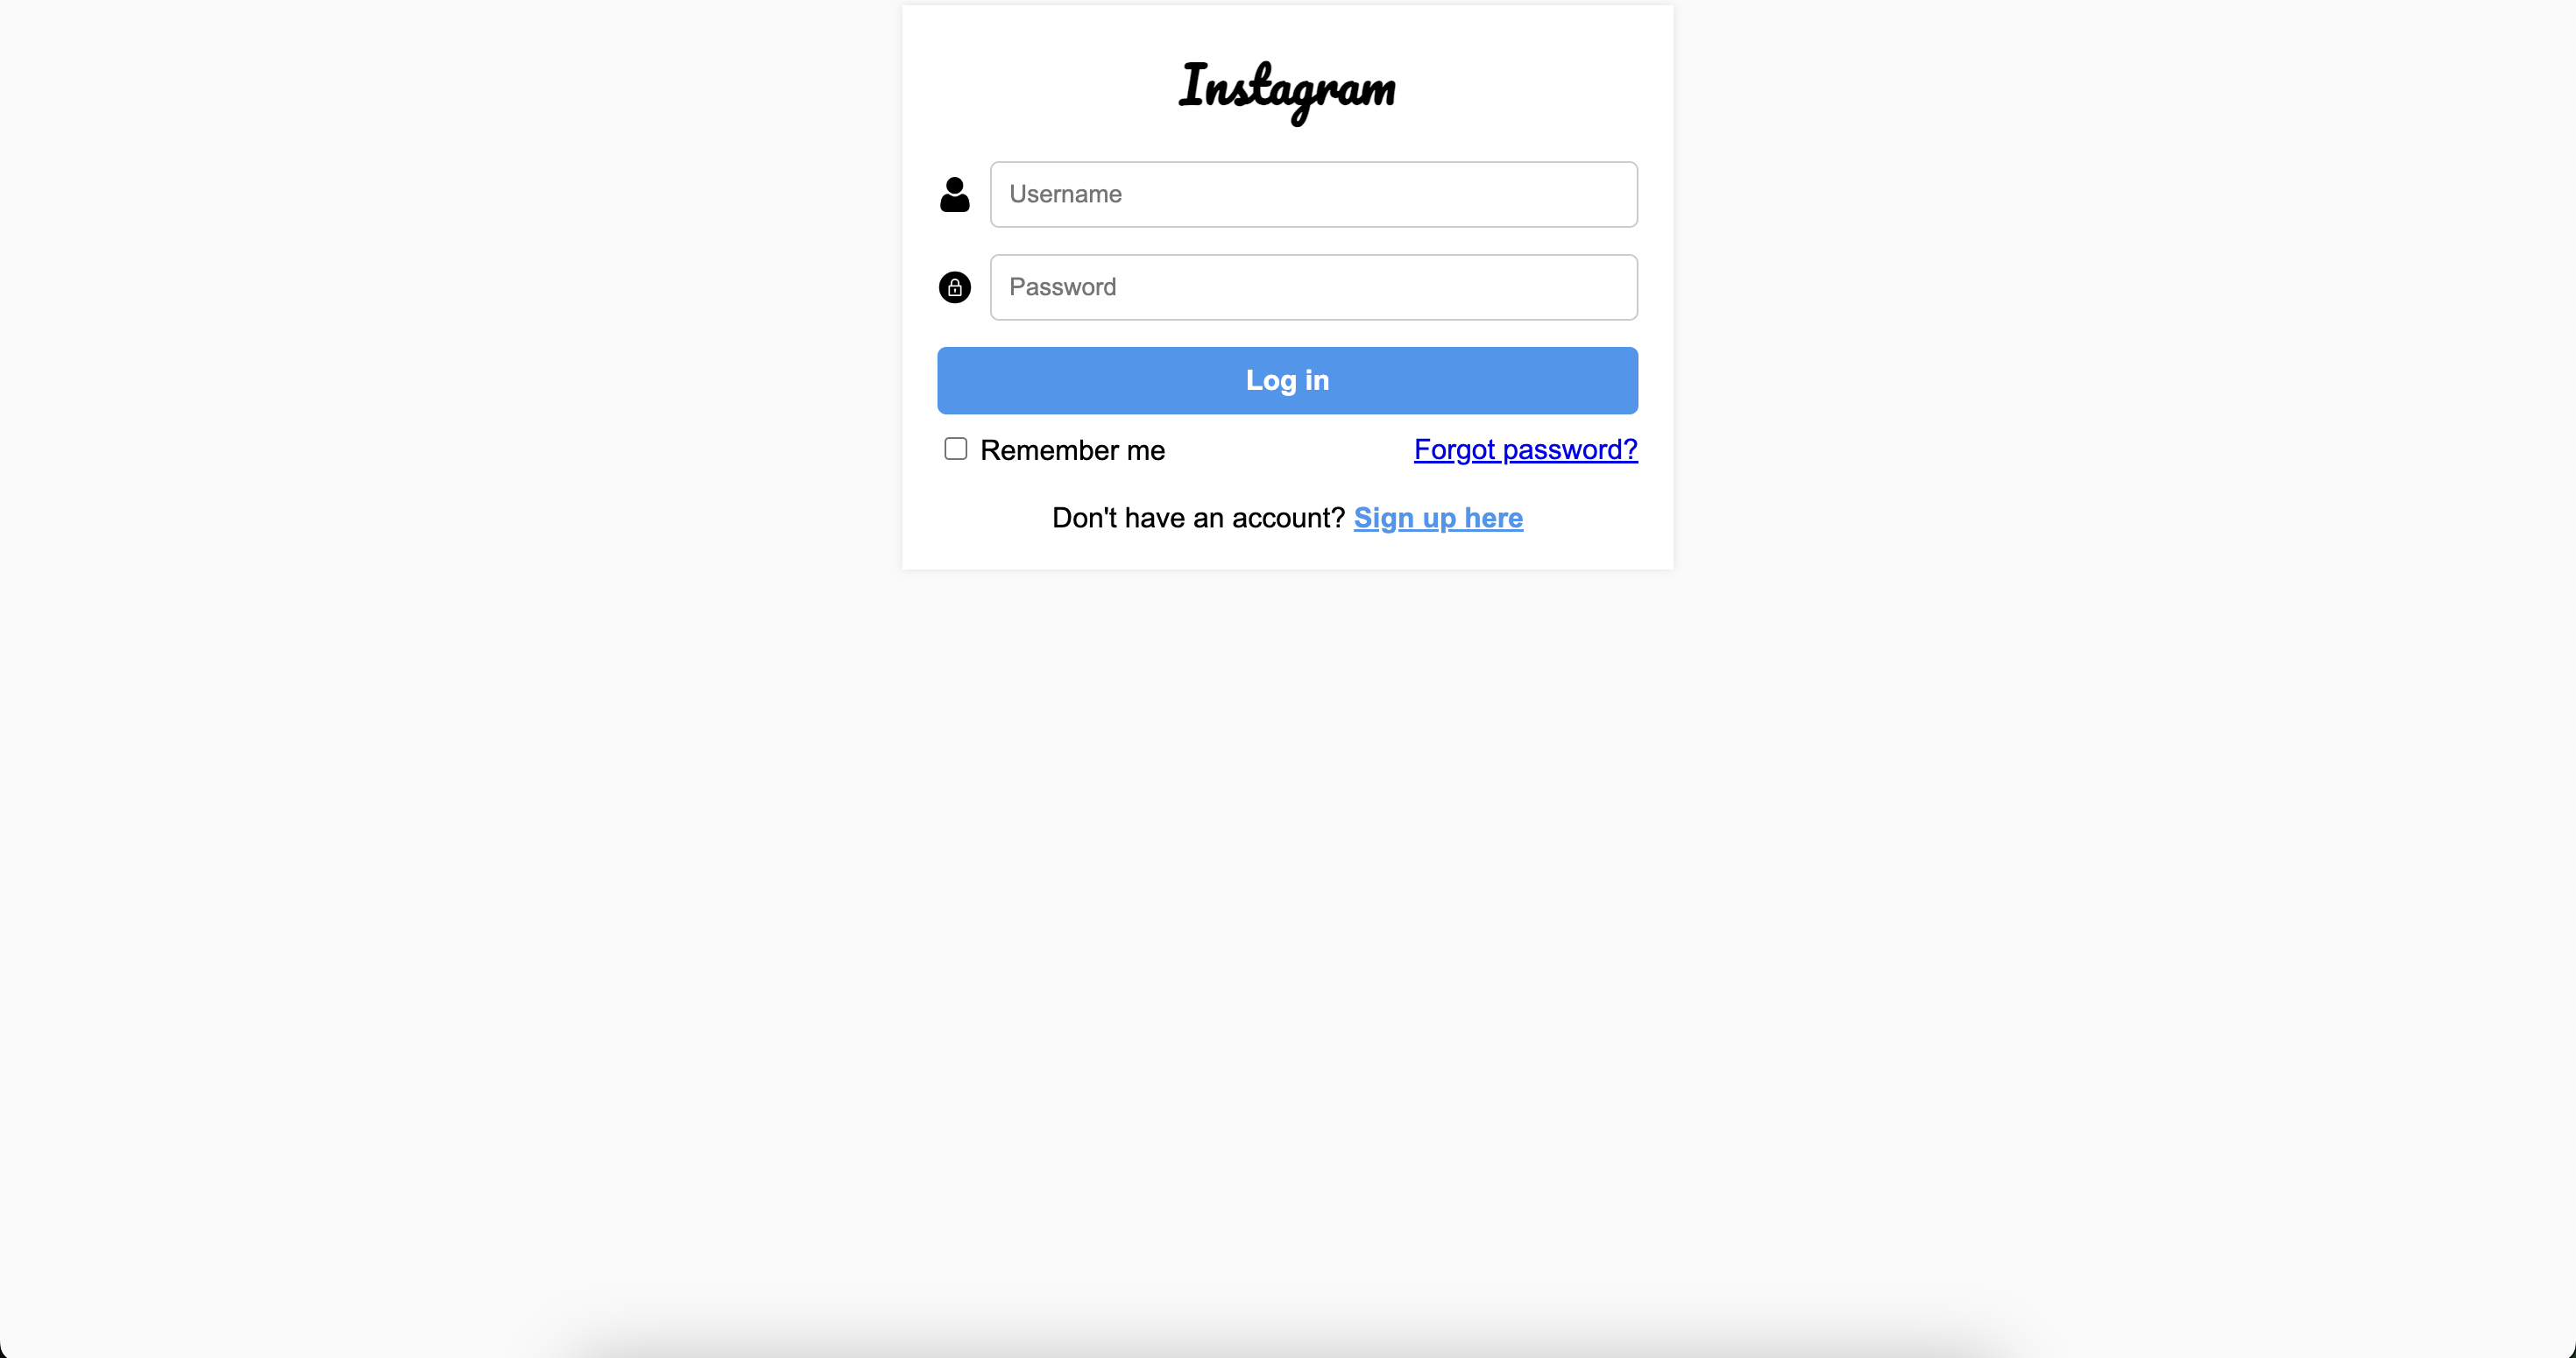 Instagram
Username
Password
Log in
Remember me Forgot password?
Don't have an account? Sign up here